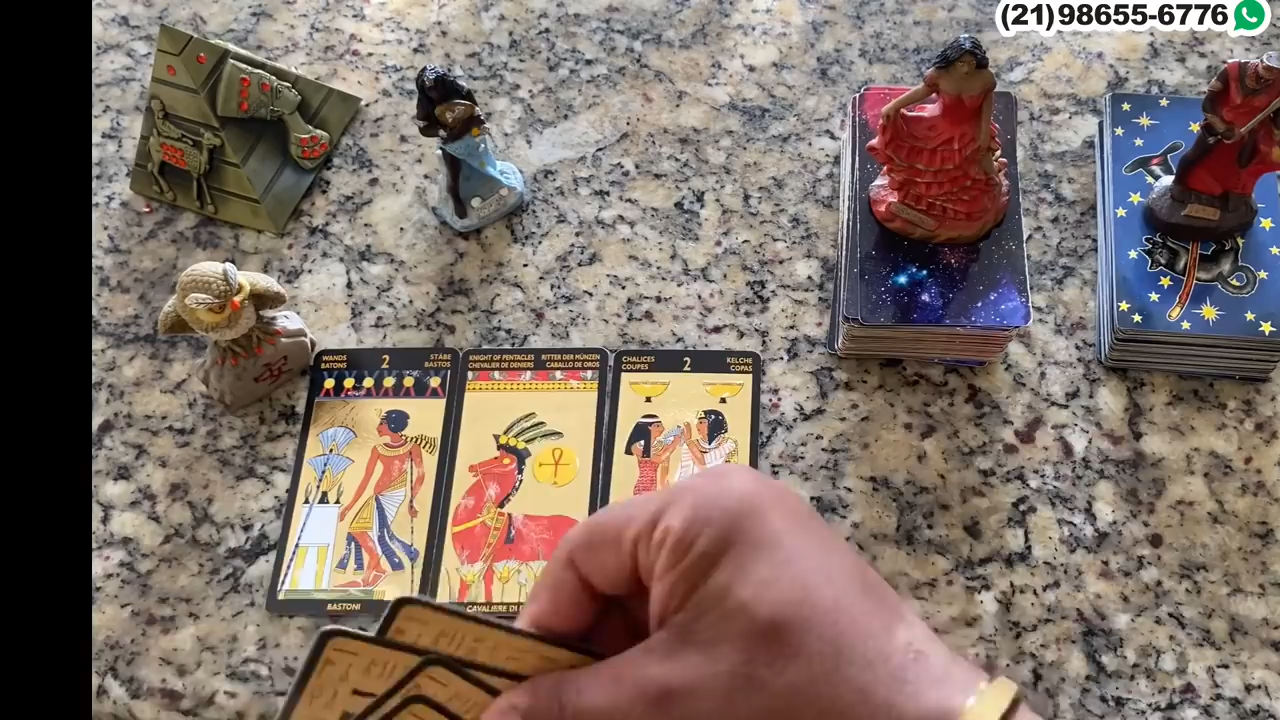 (21)98655-6776
WANDS 2 STÄBE
BATONS BASTOS
BASTONI
KNIGHT OF PENTACLES RITTER DER MÜNZEN
CHEVALIER DE DENIERS CABALLO DE OROS
CAVALIERE DI
CHALICES 2 KELCHE
COUPES COPAS